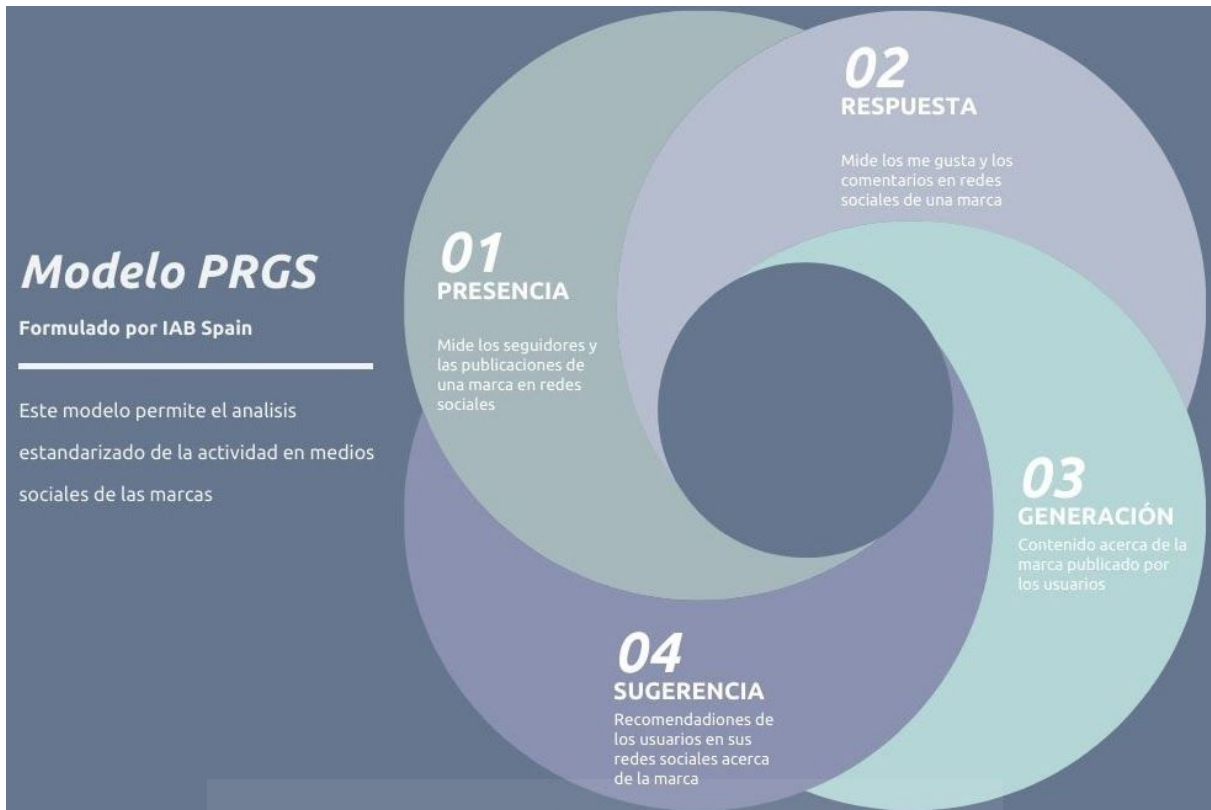 Modelo PRGS
Formulado por IAB Spain
Este modelo permite el analisis
estandarizado de la actividad en medios
sociales de las marcas
01
PRESENCIA
Mide los seguidores y
las publicaciones de
una marca en redes
sociales
02
RESPUESTA
Mide los me gusta y los
comentarios en redes
sociales de una marca
03
GENERACIÓN
Contenido acerca de la
marca publicado por
los usuarios
04
SUGERENCIA
Recomendadiones de
los usuarios en sus
redes sociales acerca
de la marca